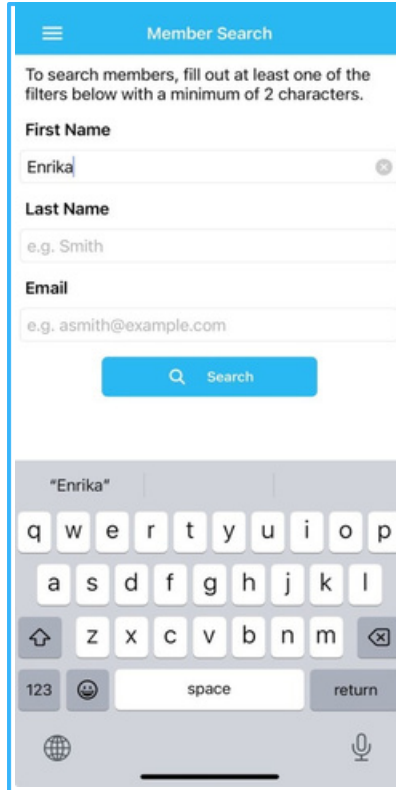 Member Search
To search members, fill out at least one of the
filters below with a minimum of 2 characters.
First Name
Enrika
Last Name
e.g. Smith
Email
e.g. asmith@example.com
Search
“Enrika”
q w e r t y u i o p
a s d f g h j k l
z x c v b n m
123 space return